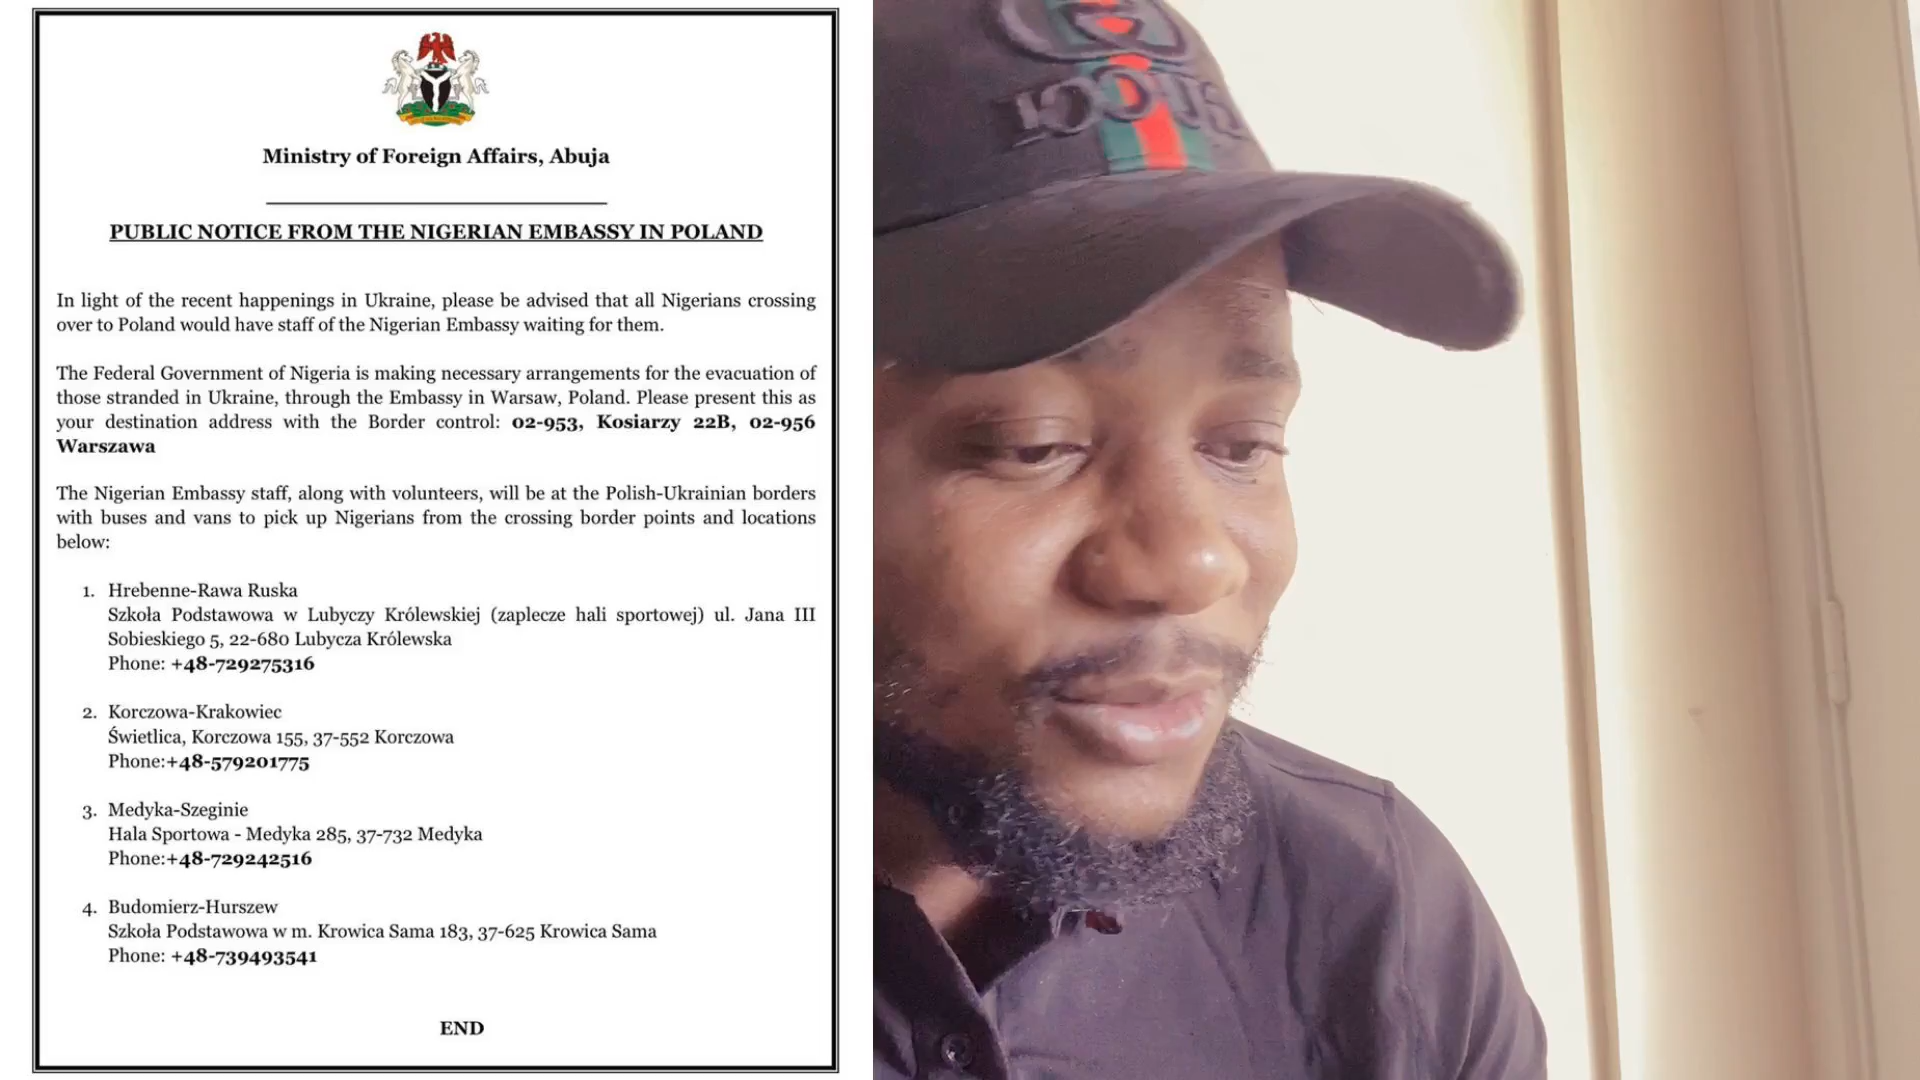 Ministry of Foreign Affairs, Abuja
PUBLIC NOTICE FROM THE NIGERIAN EMBASSY IN POLAND
In light of the recent happenings in Ukraine, please be advised that all Nigerians crossing
over to Poland would have staff of the Nigerian Embassy waiting for them.
The Federal Government of Nigeria is making necessary arrangements for the evacuation of
those stranded in Ukraine, through the Embassy in Warsaw, Poland. Please present this as
your destination address with the Border control: 02-953, Kosiarzy 22B, 02-956
Warszawa
The Nigerian Embassy staff, along with volunteers, will be at the Polish-Ukrainian borders
with buses and vans to pick up Nigerians from the crossing border points and locations
below:
1. Hrebenne-Rawa Ruska
Szkoła Podstawowa w Lubyczy Królewskiej (zaplecze hali sportowej) ul. Jana III
Sobieskiego 5, 22-680 Lubycza Królewska
Phone: +48-729275316
2. Korczowa-Krakowiec
Świetlica, Korczowa 155, 37-552 Korczowa
Phone:+48-579201775
3. Medyka-Szeginie
Hala Sportowa - Medyka 285, 37-732 Medyka
Phone:+48-729242516
4. Budomierz-Hurszew
Szkoła Podstawowa w m. Krowica Sama 183, 37-625 Krowica Sama
Phone: +48-739493541
END
GUCCI